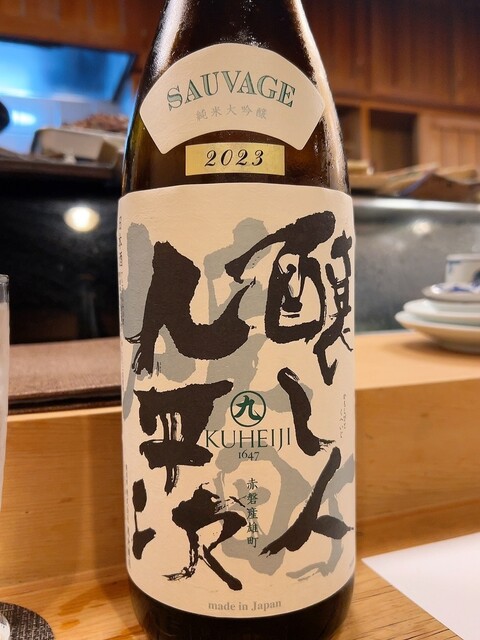 SAUVAGE
純米大吟醸
2023
醸し人
九平次
九
KUHEIJI
1647
赤磐産雄町
made in Japan